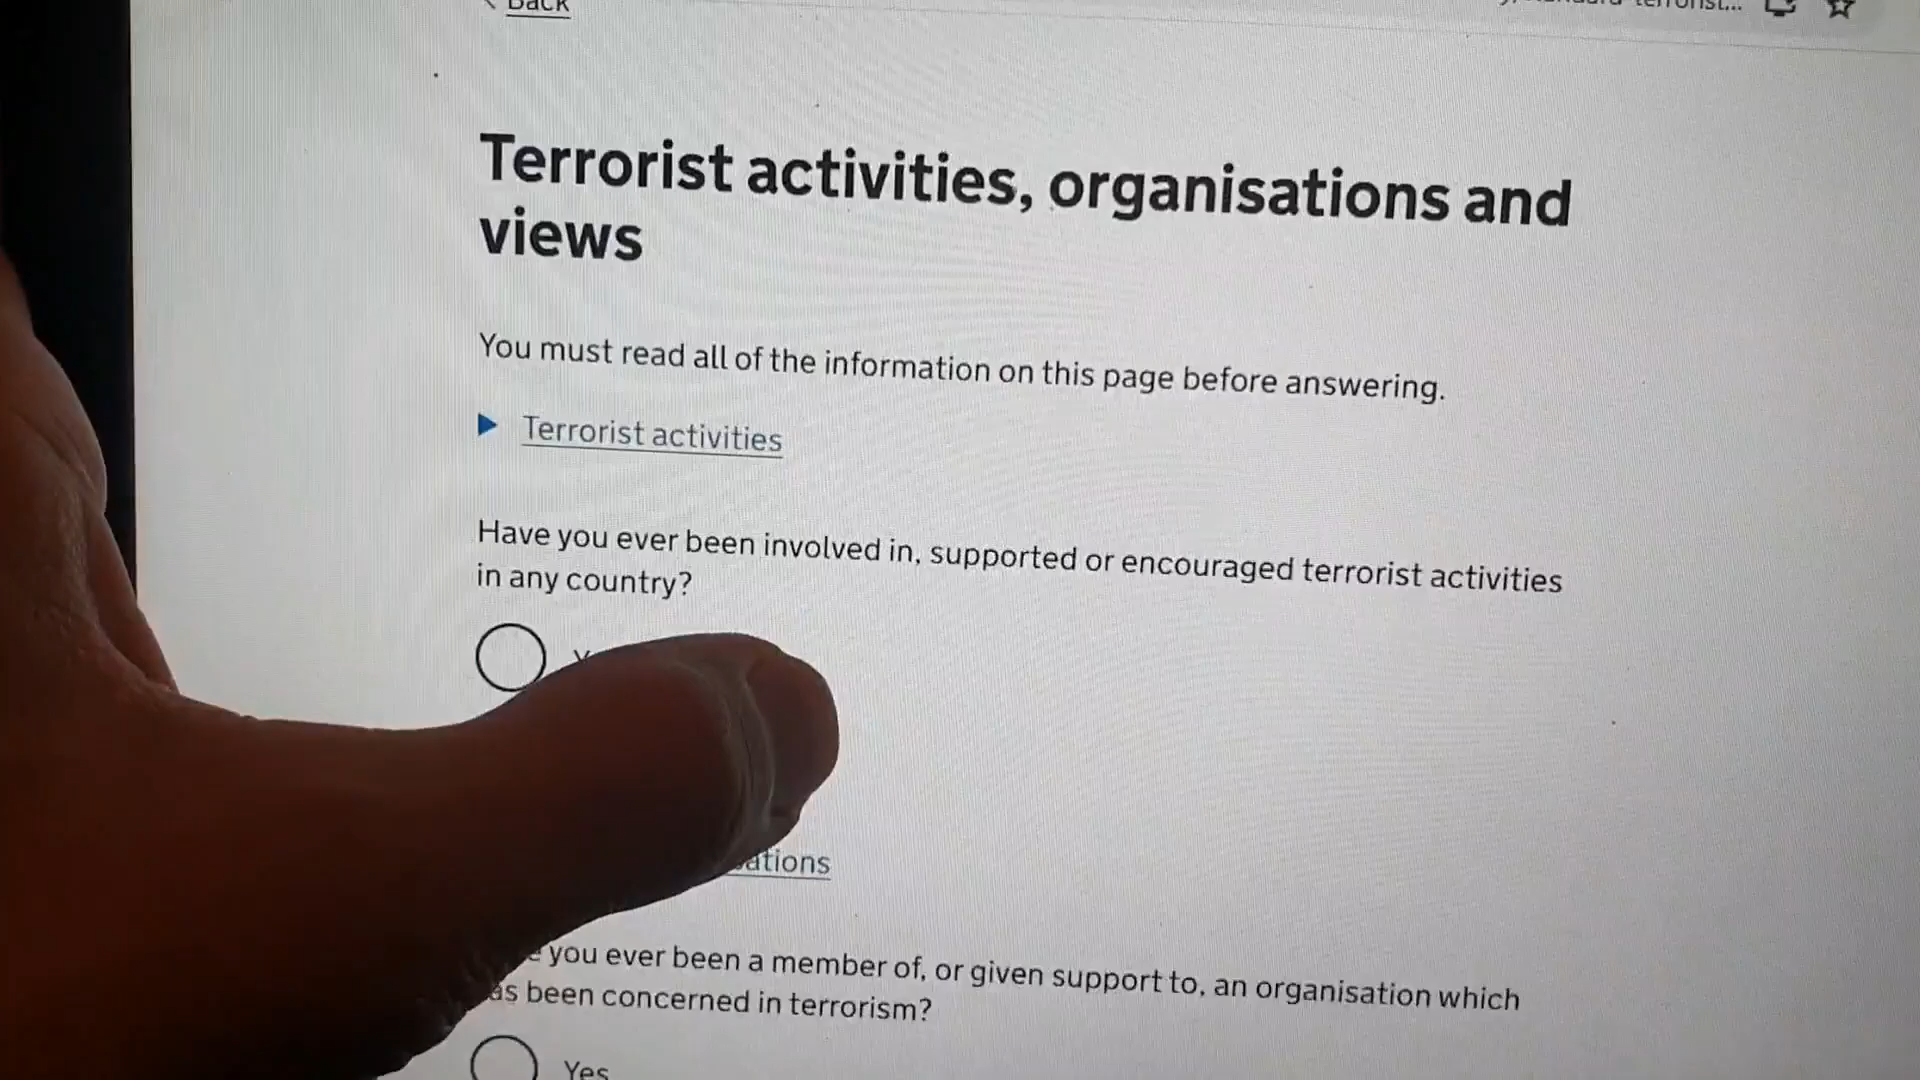 Back
Terrorist activities, organisations and
views
You must read all of the information on this page before answering.
Terrorist activities
Have you ever been involved in, supported or encouraged terrorist activities
in any country?
you ever been a member of, or given support to, an organisation which
been concerned in terrorism?
Yes